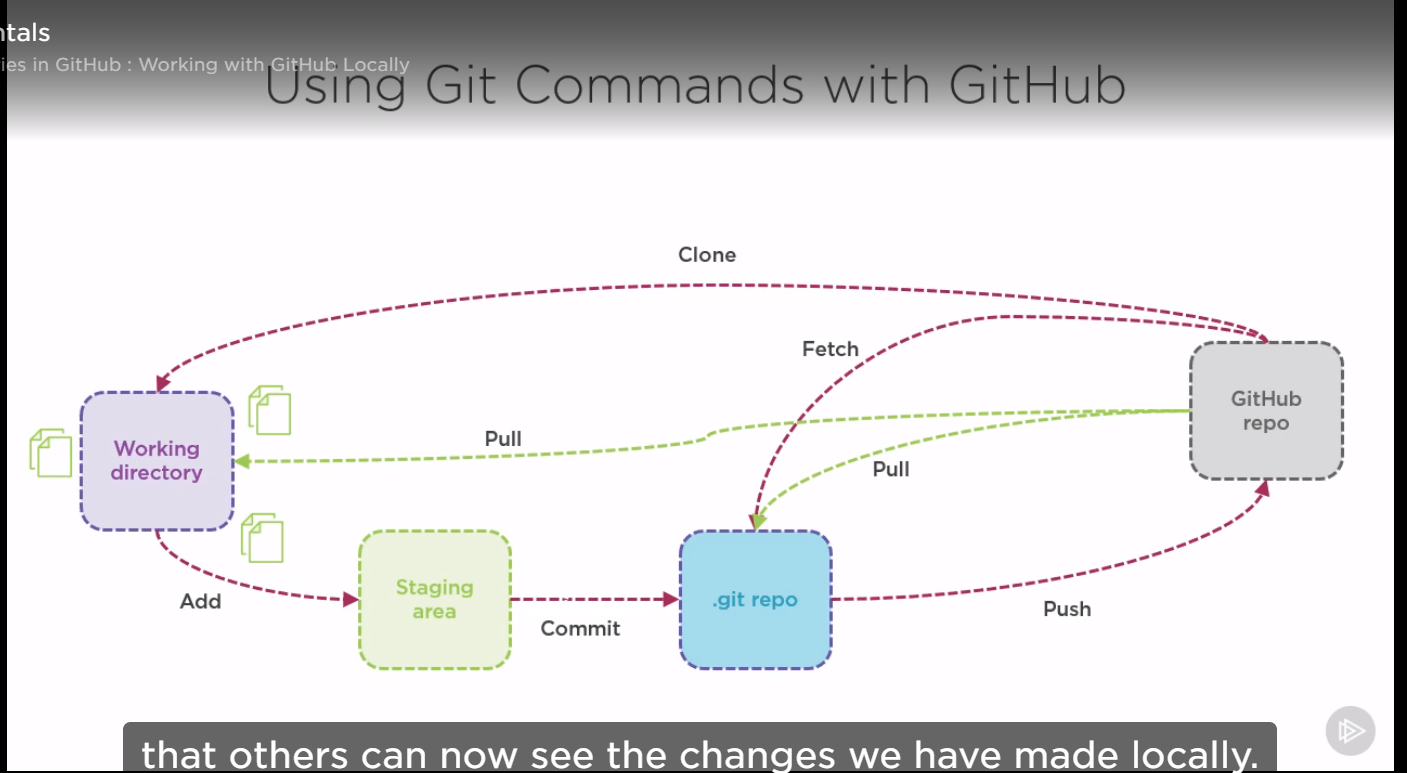 ntals
ies in GitHub : Working with GitHub Locally
Using Git Commands with GitHub
Clone
Fetch
GitHub
repo
Working
directory
Pull
Pull
Staging
area
.git repo
Add
Commit
Push
that others can now see the changes we have made locally.